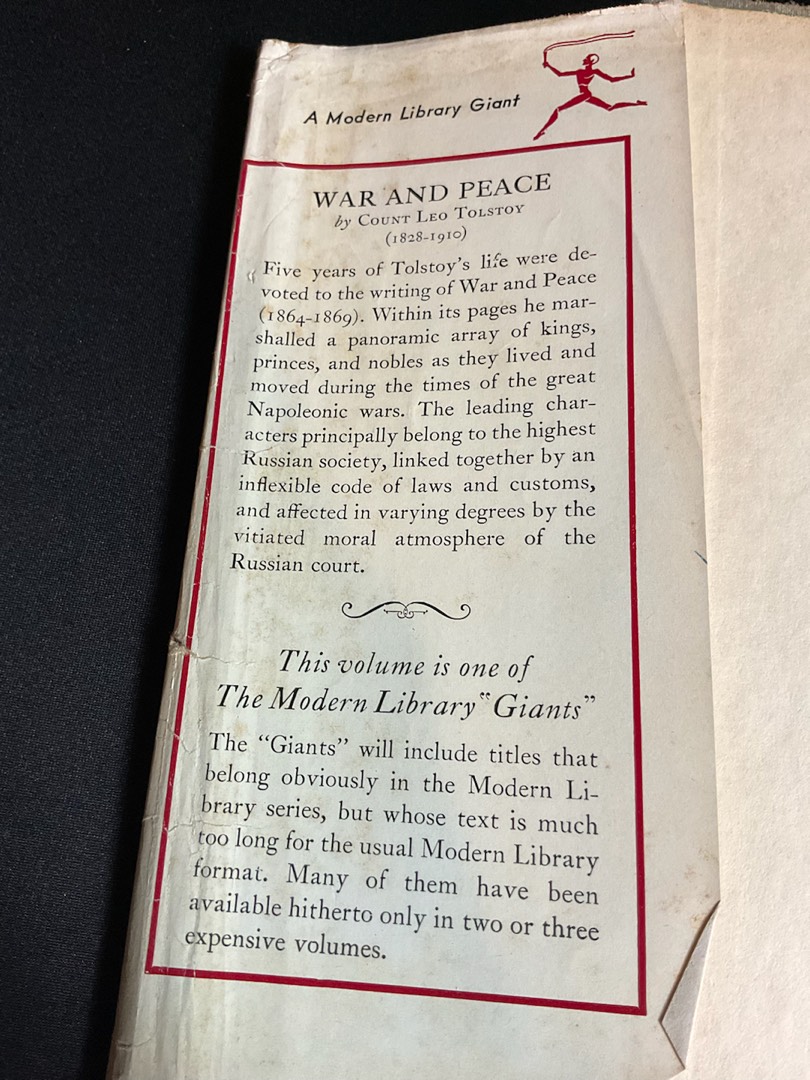 A Modern Library Giant
WAR AND PEACE
by COUNT LEO TOLSTOY
(1828-1910)
Five years of Tolstoy's life were de-
voted to the writing of War and Peace
(1864-1869). Within its pages he mar-
shalled a panoramic array of kings,
princes, and nobles as they lived and
moved during the times of the great
Napoleonic wars. The leading char-
acters principally belong to the highest
Russian society, linked together by an
inflexible code of laws and customs,
and affected in varying degrees by the
vitiated moral atmosphere of the
Russian court.
This volume is one of
The Modern Library "Giants"
The "Giants" will include titles that
belong obviously in the Modern Li-
brary series, but whose text is much
too long for the usual Modern Library
format. Many of them have been
available hitherto only in two or three
expensive volumes.